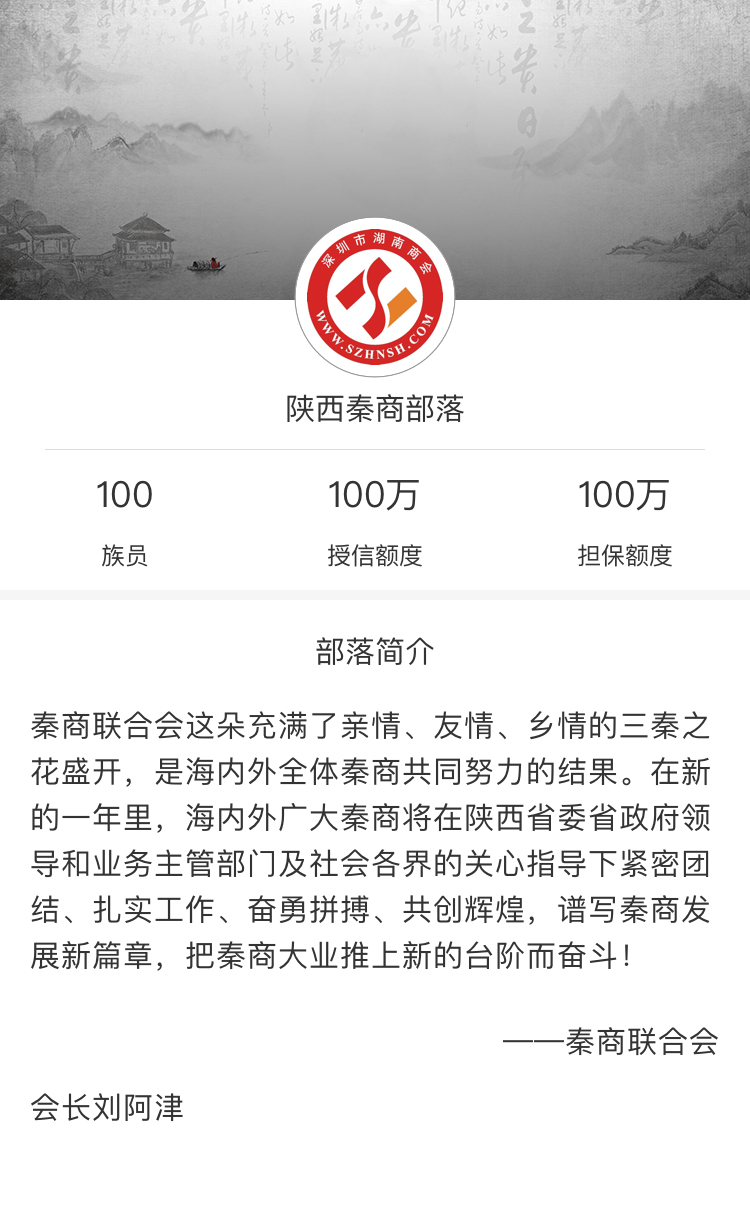 深圳市湖南商会
WWW.SZHNSH.COM
陕西秦商部落
100
100万
100万
族员
授信额度
担保额度
部落简介
秦商联合会这朵充满了亲情、友情、乡情的三秦之
花盛开，是海内外全体秦商共同努力的结果。在新
的一年里，海内外广大秦商将在陕西省委省政府领
导和业务主管部门及社会各界的关心指导下紧密团
结、扎实工作、奋勇拼搏、共创辉煌，谱写秦商发
展新篇章，把秦商大业推上新的台阶而奋斗！
——秦商联合会
会长刘阿津